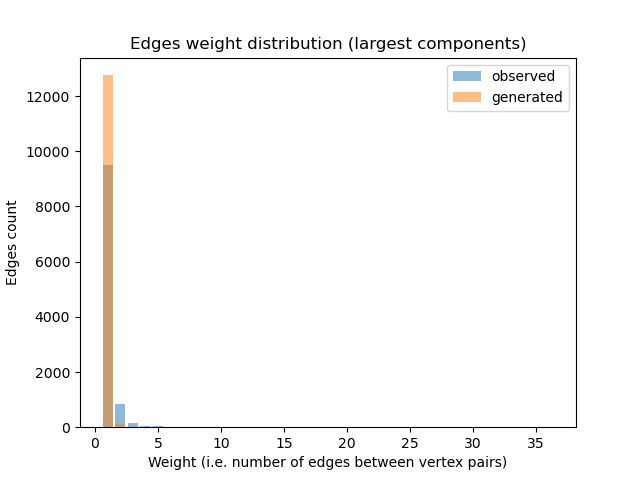 Edges weight distribution (largest components)
observed
generated
12000
10000
8000
6000
4000
2000
0
Edges count
0 5 10 15 20 25 30 35
Weight (i.e. number of edges between vertex pairs)